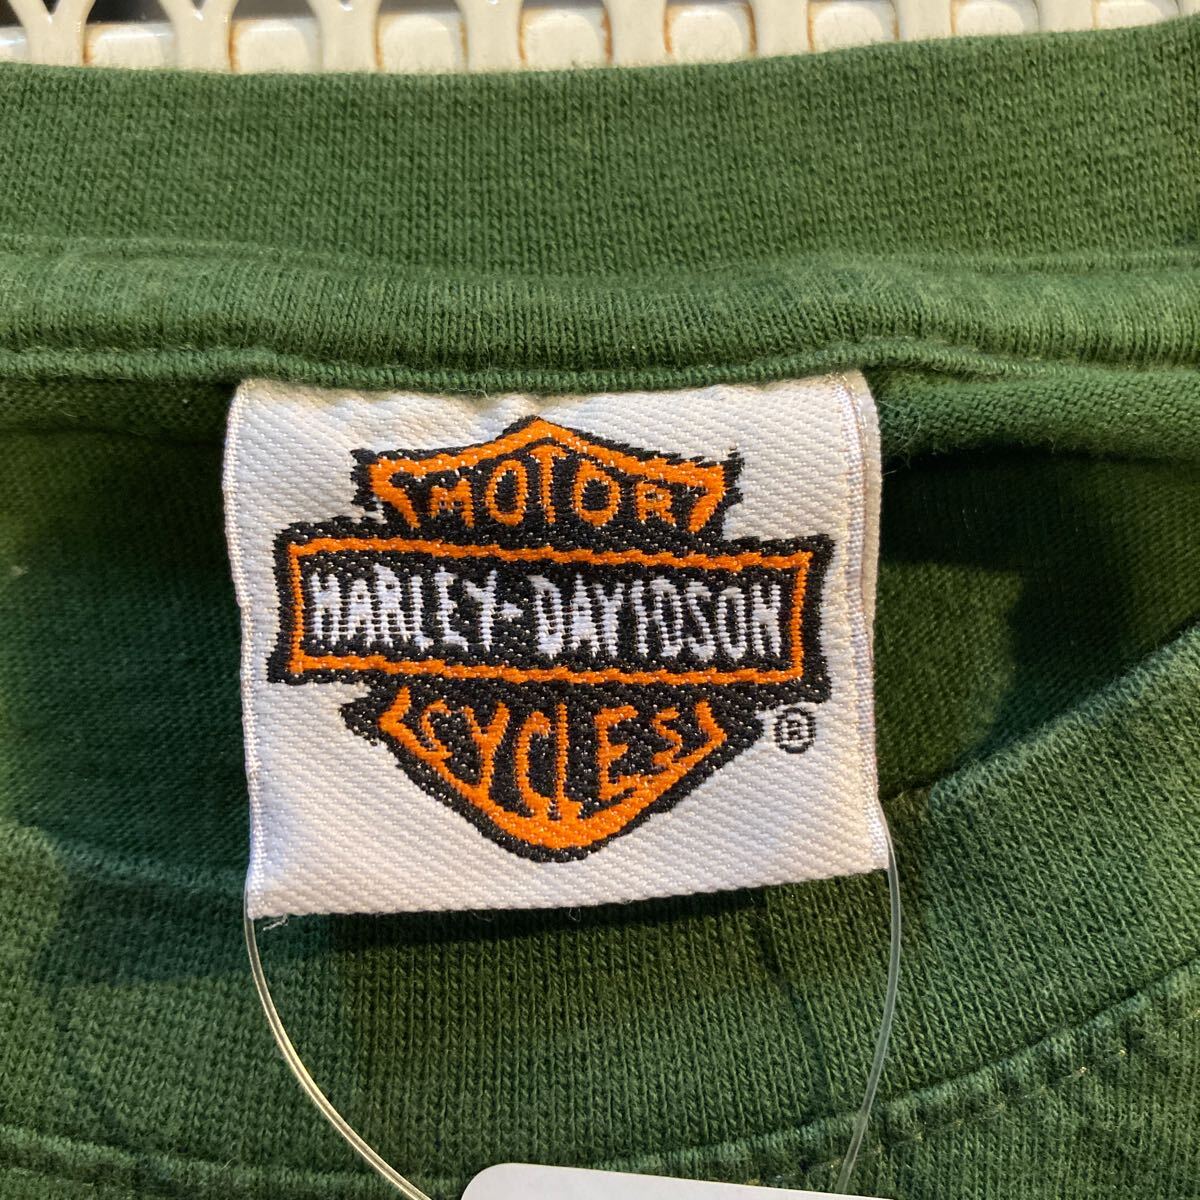 MOTOR
HARLEY-DAVIDSON
CYCLES
®